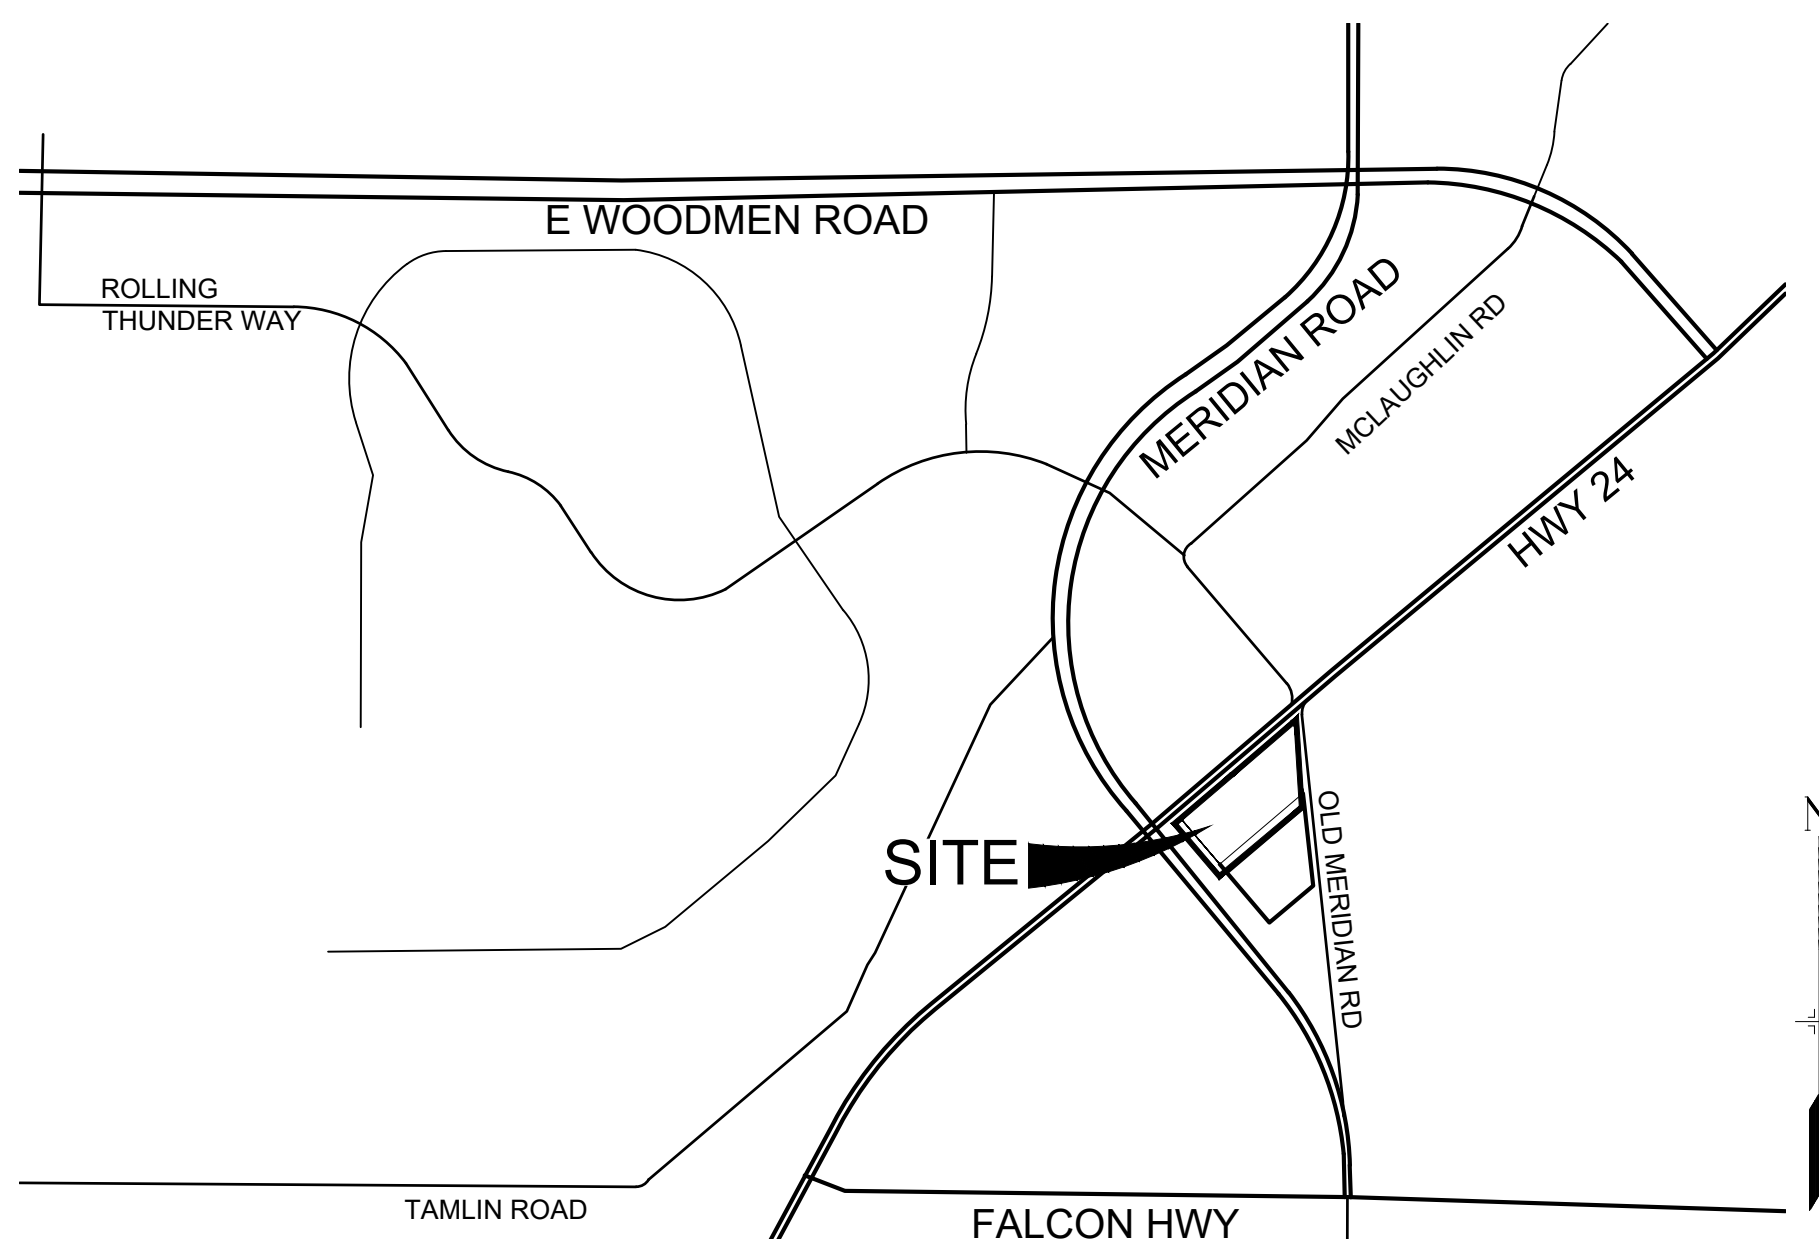 E WOODMEN ROAD
ROLLING
THUNDER WAY
MERIDIAN ROAD
MCLAUGHLIN RD
HWY 24
SITE
OLD MERIDIAN RD
TAMLIN ROAD
FALCON HWY
N